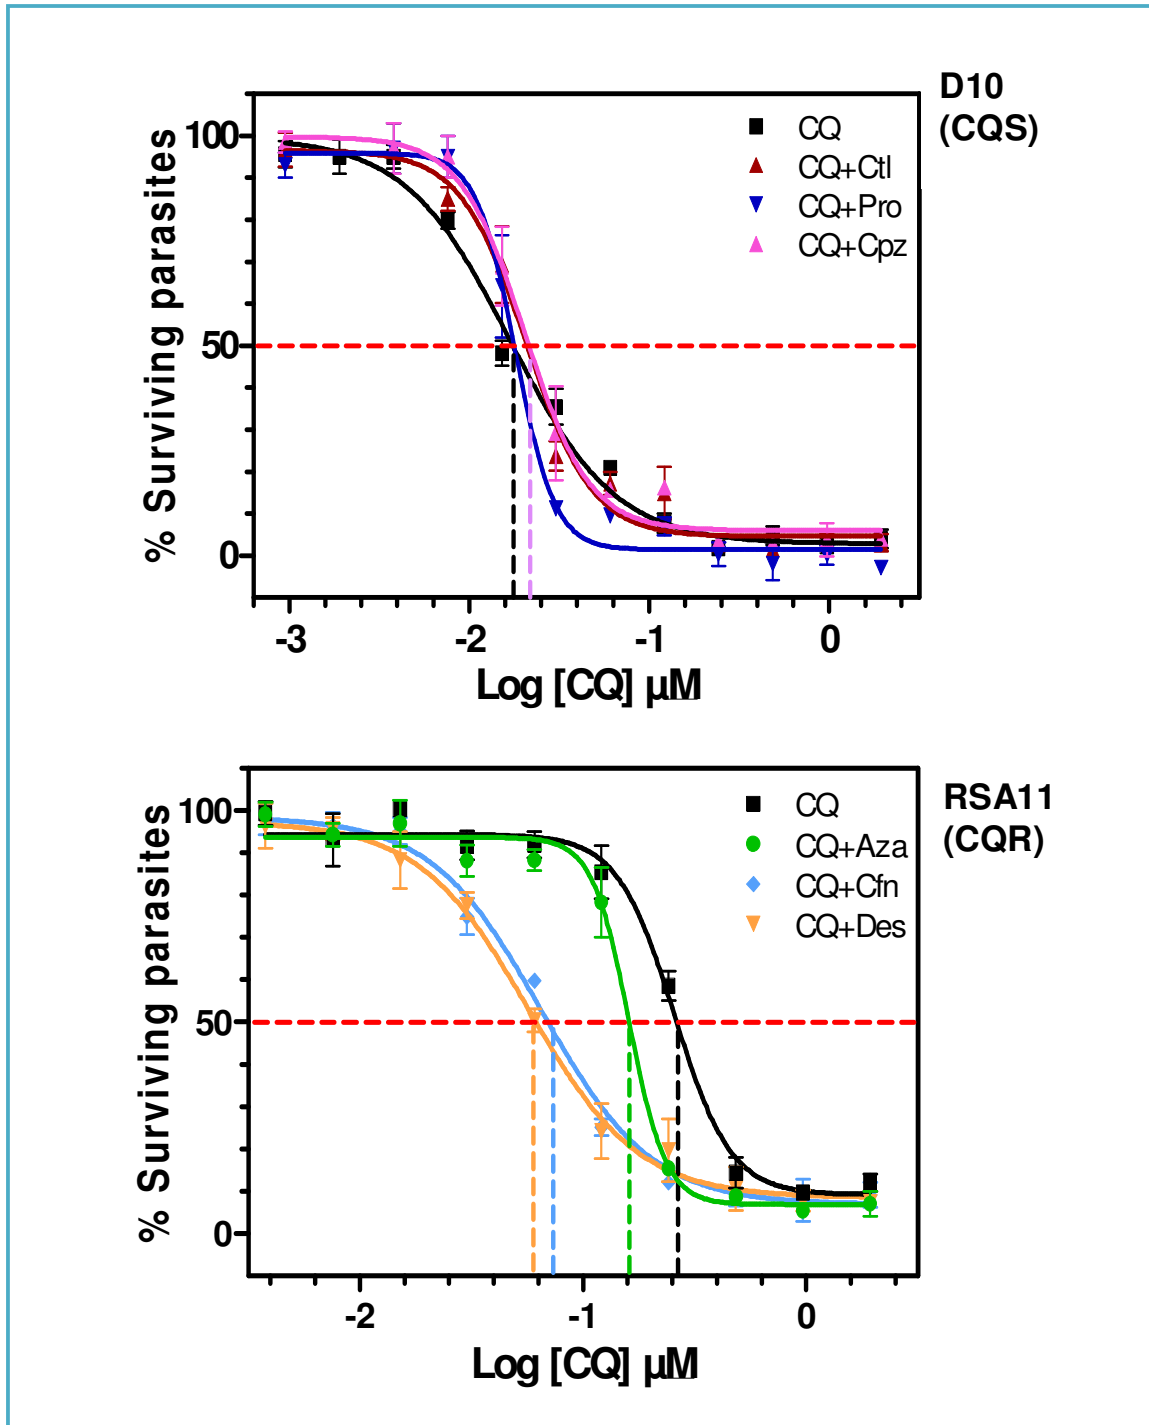 D10
(CQS)
CQ
CQ+Ctl
CQ+Pro
CQ+Cpz
% Surviving parasites
100
50
0
-3
-2
-1
0
Log [CQ] µM
RSA11
(CQR)
CQ
CQ+Aza
CQ+Cfn
CQ+Des
% Surviving parasites
100
50
0
-2
-1
0
Log [CQ] µM